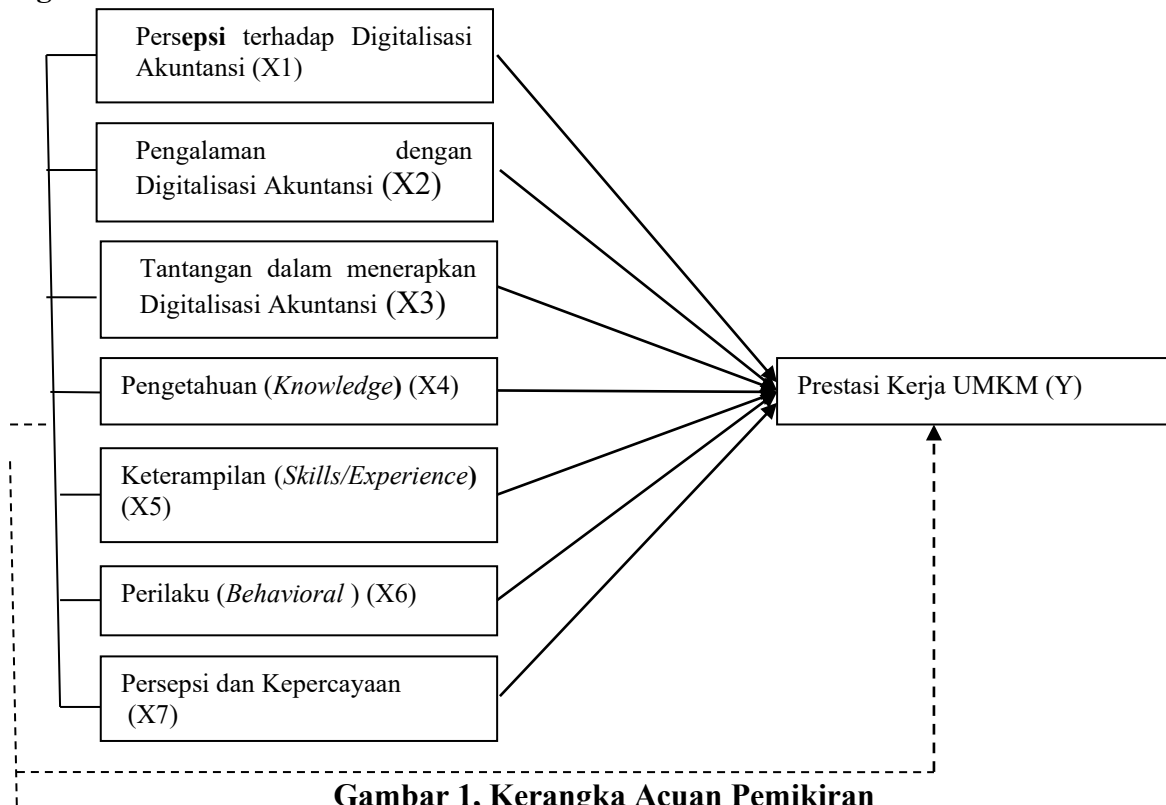 Persepsi terhadap Digitalisasi
Akuntansi (X1)
Pengalaman dengan
Digitalisasi Akuntansi (X2)
Tantangan dalam menerapkan
Digitalisasi Akuntansi (X3)
Pengetahuan (Knowledge) (X4)
Prestasi Kerja UMKM (Y)
Keterampilan (Skills/Experience)
(X5)
Perilaku (Behavioral ) (X6)
Persepsi dan Kepercayaan
(X7)
Gambar 1. Kerangka Acuan Pemikiran